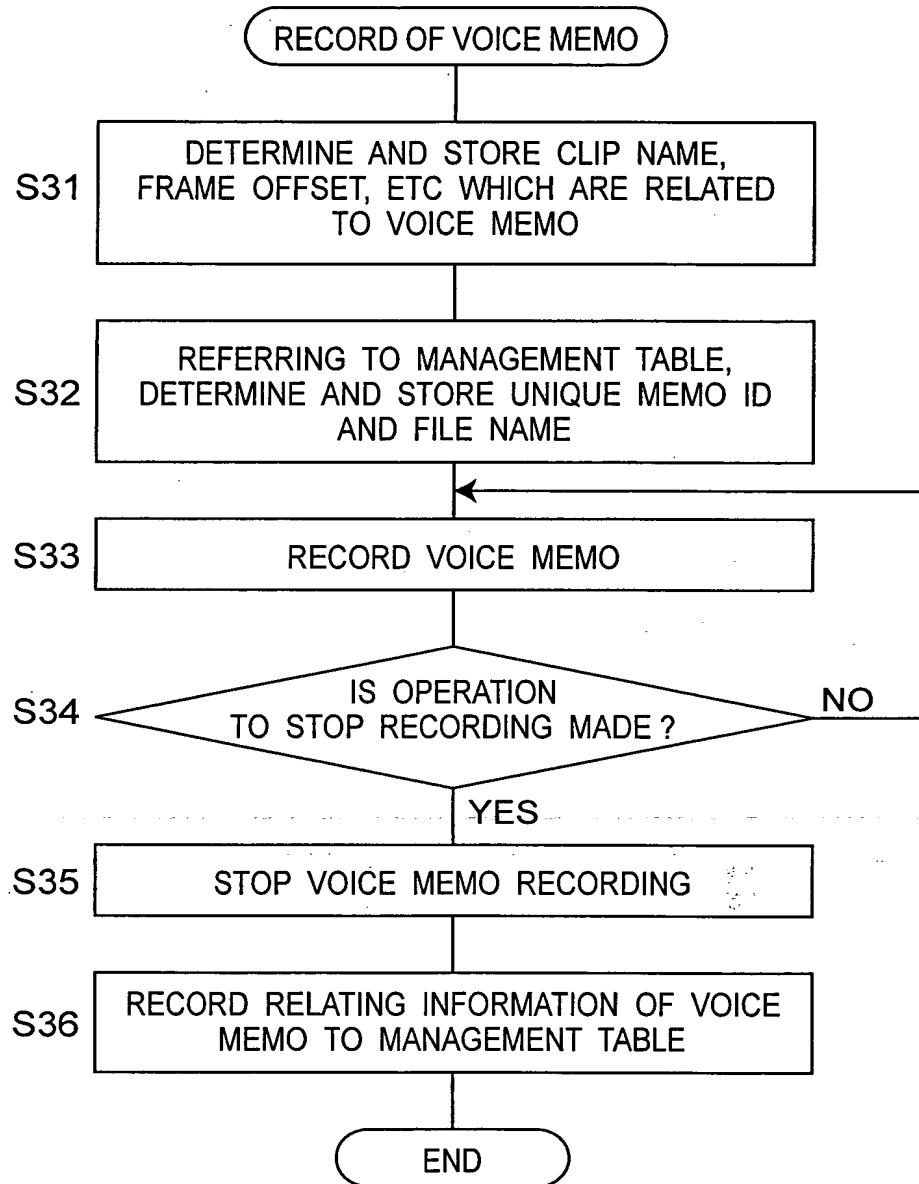 RECORD OF VOICE MEMO
S31
DETERMINE AND STORE CLIP NAME,
FRAME OFFSET, ETC WHICH ARE RELATED
TO VOICE MEMO
S32
REFERRING TO MANAGEMENT TABLE,
DETERMINE AND STORE UNIQUE MEMO ID
AND FILE NAME
S33
RECORD VOICE MEMO
S34
IS OPERATION
TO STOP RECORDING MADE ?
NO
YES
S35
STOP VOICE MEMO RECORDING
S36
RECORD RELATING INFORMATION OF VOICE
MEMO TO MANAGEMENT TABLE
END